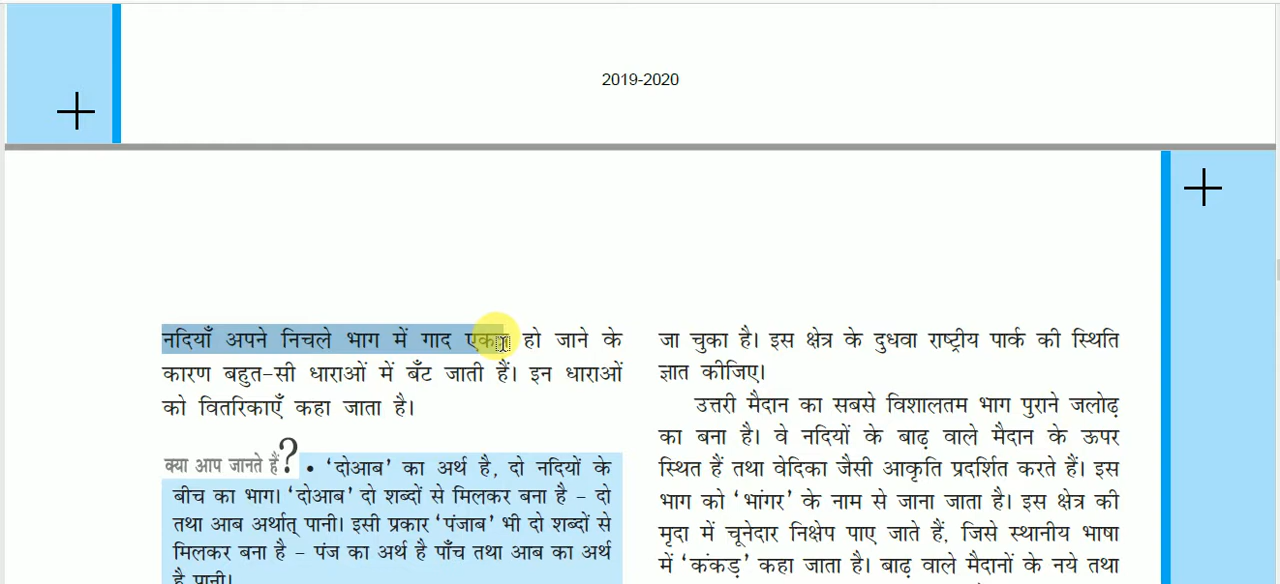 2019-2020
नदियाँ अपने निचले भाग में गाद एकत्र हो जाने के
कारण बहुत-सी धाराओं में बँट जाती हैं। इन धाराओं
को वितरिकाएँ कहा जाता है।
क्या आप जानते हैं? • ‘दोआब’ का अर्थ है, दो नदियों के
बीच का भाग। ‘दोआब’ दो शब्दों से मिलकर बना है – दो
तथा आब अर्थात् पानी। इसी प्रकार ‘पंजाब’ भी दो शब्दों से
मिलकर बना है – पंज का अर्थ है पाँच तथा आब का अर्थ
है पानी।
जा चुका है। इस क्षेत्र के दुधवा राष्ट्रीय पार्क की स्थिति
ज्ञात कीजिए।
उत्तरी मैदान का सबसे विशालतम भाग पुराने जलोढ़
का बना है। वे नदियों के बाढ़ वाले मैदान के ऊपर
स्थित हैं तथा वेदिका जैसी आकृति प्रदर्शित करते हैं। इस
भाग को ‘भांगर’ के नाम से जाना जाता है। इस क्षेत्र की
मृदा में चूनेदार निक्षेप पाए जाते हैं, जिसे स्थानीय भाषा
में ‘कंकड़’ कहा जाता है। बाढ़ वाले मैदानों के नये तथा